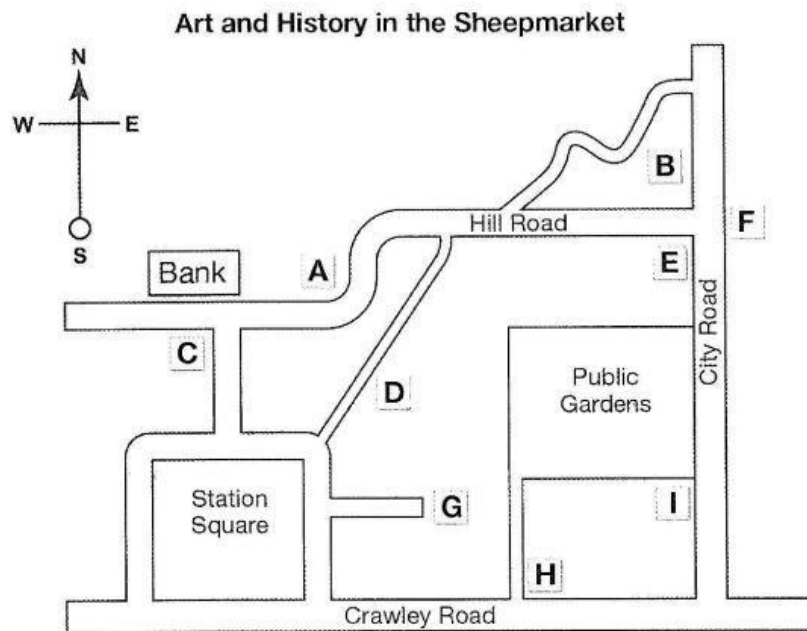 Art and History in the Sheepmarket
N
W E
S
B
Hill Road
F
A
E
Bank
City Road
C
D
Public
Gardens
Station
Square
G
I
H
Crawley Road